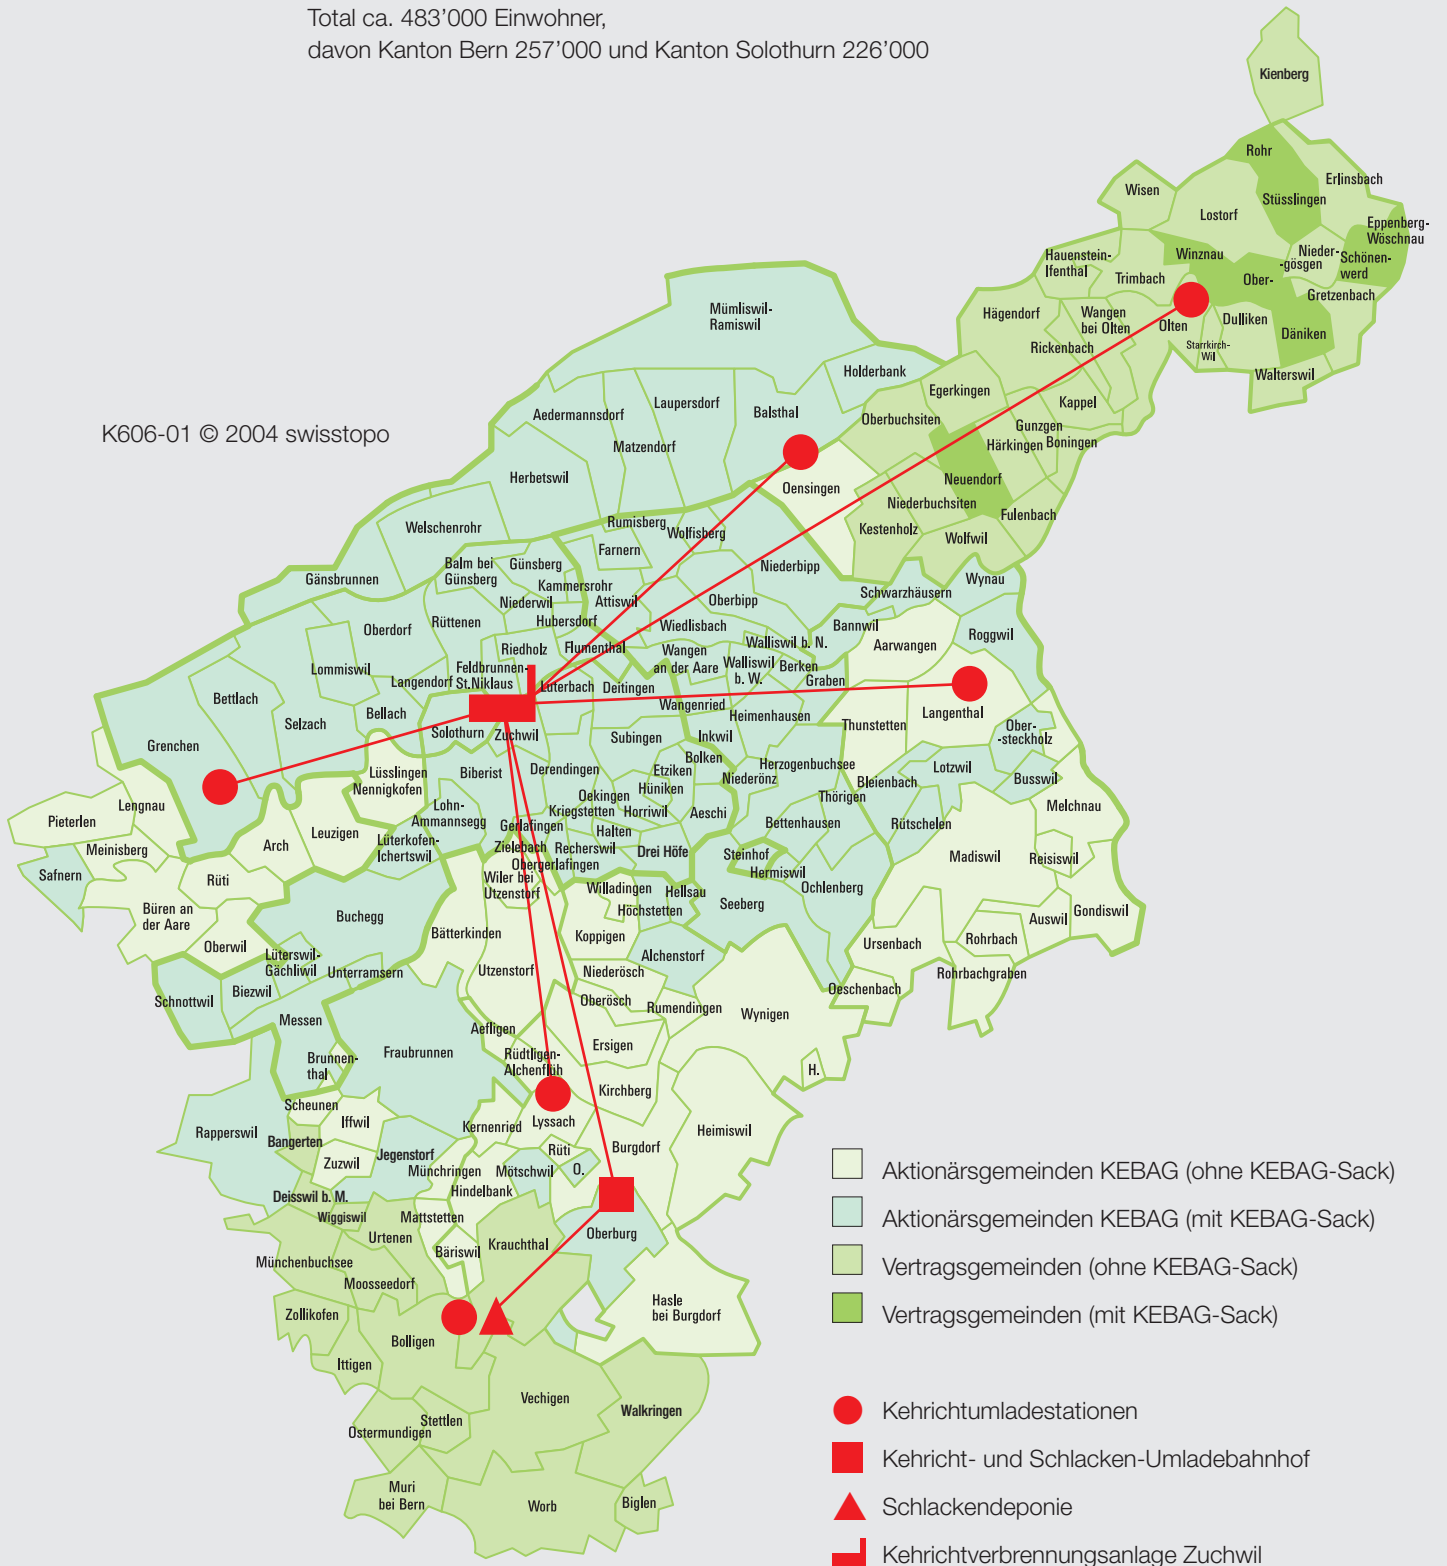 Total ca. 483’000 Einwohner,
davon Kanton Bern 257’000 und Kanton Solothurn 226’000
Kienberg
Rohr
Erlinsbach
Wisen
Stüsslingen
Lostorf
Eppenberg-
Wöschnau
Hauenstein-
Ifenthal
Winznau
Nieder-
-gösgen
Schönen-
werd
Trimbach
Ober-
Gretzenbach
Mümliswil-
Ramiswil
Hägendorf
Wangen
bei Olten
Olten
Dulliken
Däniken
Rickenbach
Starrkirch-
Wil
Walterswil
Holderbank
Egerkingen
Laupersdorf
Kappel
Aedermannsdorf
Balsthal
Oberbuchsiten
Gunzgen
K606-01 © 2004 swisstopo
Matzendorf
Härkingen
Boningen
Herbetswil
Oensingen
Neuendorf
Niederbuchsiten
Fulenbach
Welschenrohr
Rumisberg
Wolfisberg
Kestenholz
Wolfwil
Farnern
Balm bei
Günsberg
Günsberg
Niederbipp
Gänsbrunnen
Kammersrohr
Schwarzhäusern
Wynau
Niederwil
Attiswil
Oberbipp
Oberdorf
Rüttenen
Hubersdorf
Wiedlisbach
Bannwil
Roggwil
Riedholz
Flumenthal
Walliswil b. N.
Aarwangen
Lommiswil
Feldbrunnen-
St.Niklaus
Wangen
an der Aare
Walliswil
b. W.
Berken
Graben
Langendorf
Luterbach
Deitingen
Bettlach
Bellach
Wangenried
Heimenhausen
Langenthal
Selzach
Solothurn
Zuchwil
Thunstetten
Ober-
-steckholz
Grenchen
Subingen
Inkwil
Lüsslingen
Nennigkofen
Biberist
Derendingen
Etziken
Bolken
Herzogenbuchsee
Niederönz
Lotzwil
Busswil
Bleienbach
Hüniken
Lengnau
Lohn-
Ammannsegg
Oekingen
Thörigen
Melchnau
Pieterlen
Kriegstetten
Horriwil
Aeschi
Leuzigen
Gerlafingen
Halten
Bettenhausen
Rütschelen
Meinisberg
Arch
Lüterkofen-
Ichertswil
Zielebach
Recherswil
Drei Höfe
Steinhof
Madiswil
Reisiswil
Obergerlafingen
Hermiswil
Safnern
Rüti
Wiler bei
Utzenstorf
Willadingen
Hellsau
Ochlenberg
Büren an
der Aare
Buchegg
Höchstetten
Seeberg
Auswil
Gondiswil
Bätterkinden
Koppigen
Ursenbach
Rohrbach
Oberwil
Lüterswil-
Gächliwil
Alchenstorf
Unterramsern
Utzenstorf
Niederösch
Rohrbachgraben
Schnottwil
Biezwil
Oberösch
Rumendingen
Oeschenbach
Messen
Wynigen
Aefligen
Ersigen
Brunnen-
thal
Fraubrunnen
Rüdtligen-
Alchenflüh
H.
Kirchberg
Scheunen
Iffwil
Kernenried
Lyssach
Rapperswil
Bangerten
Heimiswil
Jegenstorf
Rüti
Burgdorf
Zuzwil
Münchringen
Mötschwil
O.
Aktionärsgemeinden KEBAG (ohne KEBAG-Sack)
Deisswil b. M.
Hindelbank
Wiggiswil
Mattstetten
Aktionärsgemeinden KEBAG (mit KEBAG-Sack)
Urtenen
Krauchthal
Oberburg
Münchenbuchsee
Bäriswil
Vertragsgemeinden (ohne KEBAG-Sack)
Moosseedorf
Hasle
bei Burgdorf
Vertragsgemeinden (mit KEBAG-Sack)
Zollikofen
Bolligen
Ittigen
Vechigen
Walkringen
Kehrichtumladestationen
Stettlen
Ostermundigen
Kehricht- und Schlacken-Umladebahnhof
Muri
bei Bern
Worb
Biglen
Schlackendeponie
Kehrichtverbrennungsanlage Zuchwil